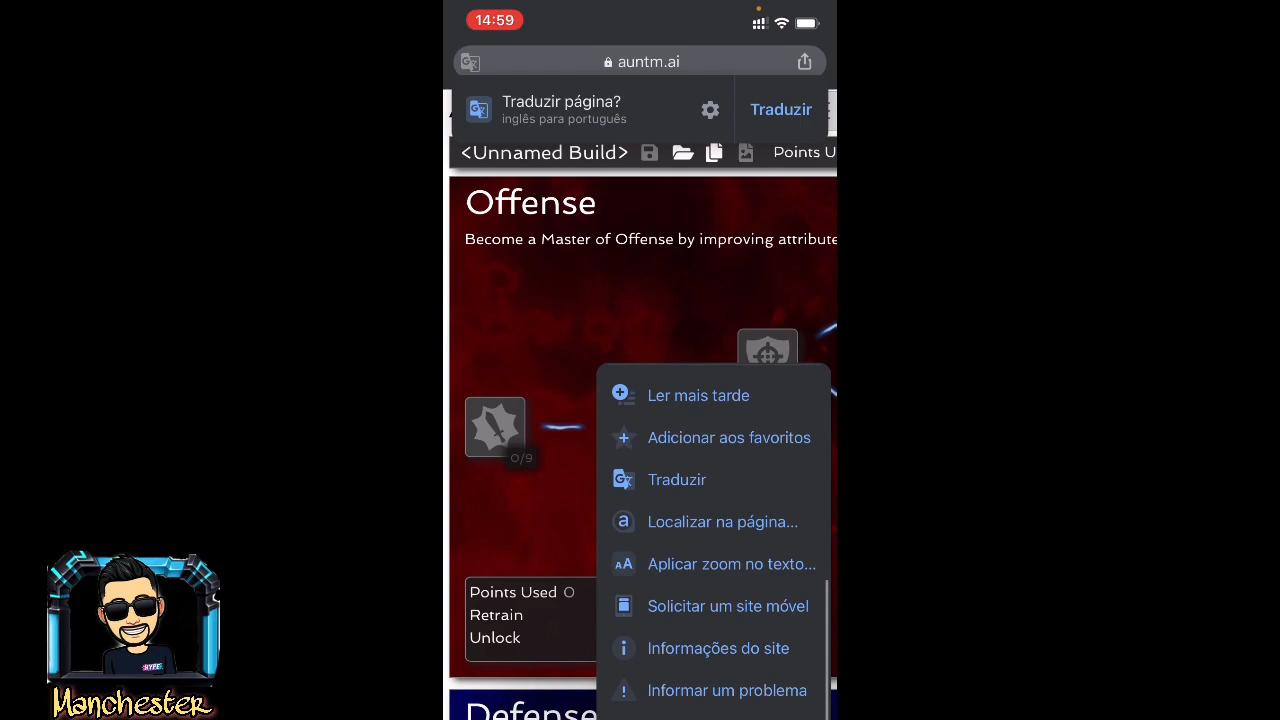 14:59
auntm.ai
Traduzir página?
inglês para português
Traduzir
<Unnamed Build>
Points U
Offense
Become a Master of Offense by improving attribute
0/9
Ler mais tarde
Adicionar aos favoritos
Traduzir
Localizar na página...
Aplicar zoom no texto...
Solicitar um site móvel
Informações do site
Informar um problema
Points Used 0
Retrain
Unlock
Defense
HYPE
Manchester